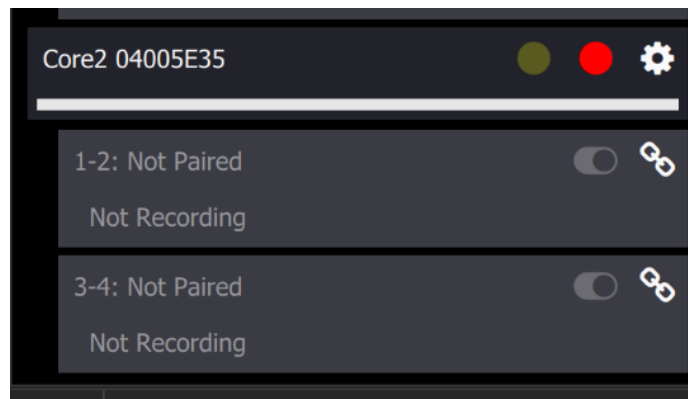 Core2 04005E35
1-2: Not Paired
Not Recording
3-4: Not Paired
Not Recording